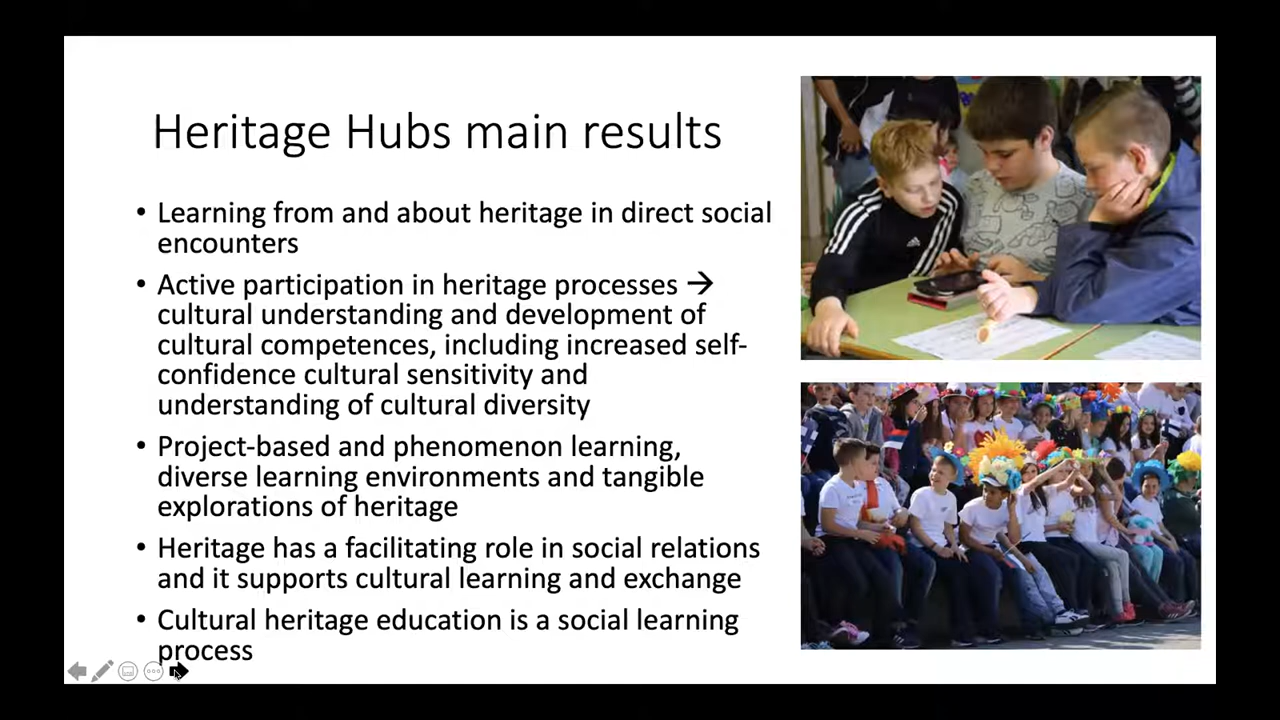 Heritage Hubs main results
• Learning from and about heritage in direct social
encounters
• Active participation in heritage processes →
cultural understanding and development of
cultural competences, including increased self-
confidence cultural sensitivity and
understanding of cultural diversity
• Project-based and phenomenon learning,
diverse learning environments and tangible
explorations of heritage
• Heritage has a facilitating role in social relations
and it supports cultural learning and exchange
• Cultural heritage education is a social learning
process